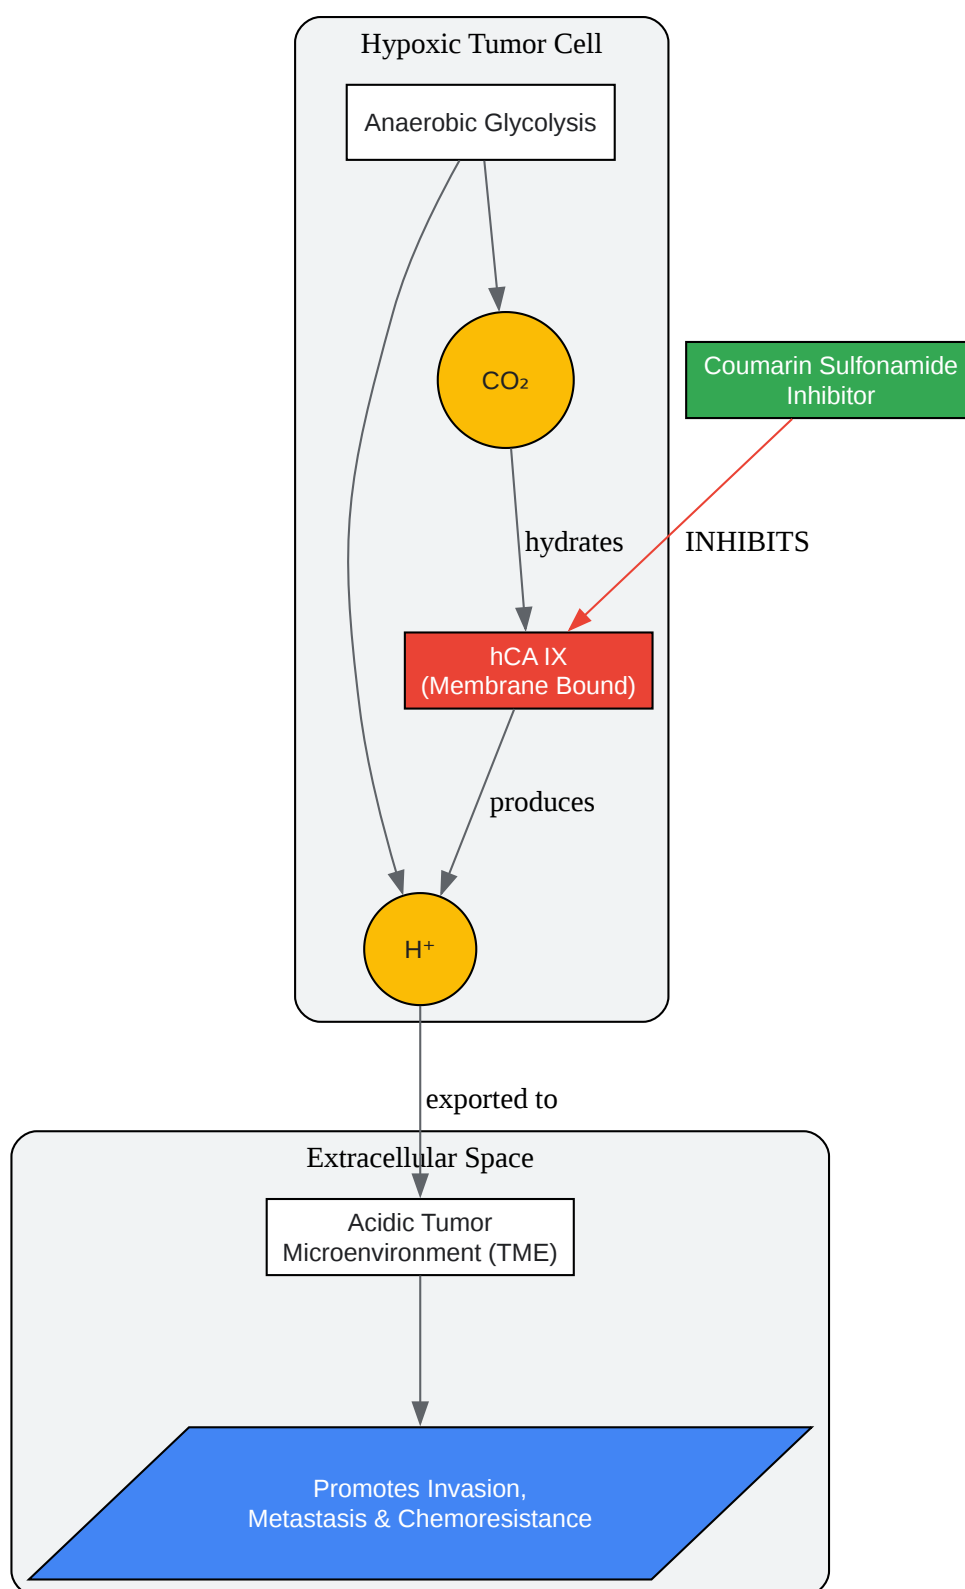 Hypoxic Tumor Cell
Anaerobic Glycolysis
CO₂
Coumarin Sulfonamide
Inhibitor
hydrates
INHIBITS
hCA IX
(Membrane Bound)
produces
H⁺
exported to
Extracellular Space
Acidic Tumor
Microenvironment (TME)
Promotes Invasion,
Metastasis & Chemoresistance